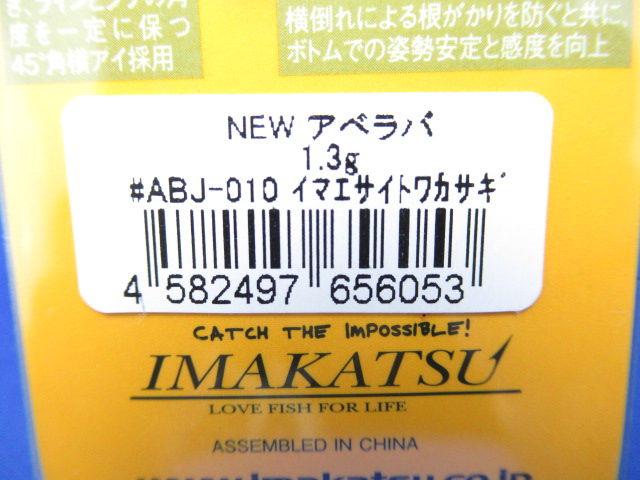 度を一定に保つ
45°角横アイ採用
横倒れによる根がかりを防ぐと共に、
ボトムでの姿勢安定と感度を向上
NEW アベラバ
1.3g
#ABJ-010 ｲﾏｴｻｲﾄﾜｶｻｷﾞ
4 582497 656053
CATCH THE IMPOSSIBLE!
IMAKATSU
LOVE FISH FOR LIFE
ASSEMBLED IN CHINA
www.imakatsu.co.jp